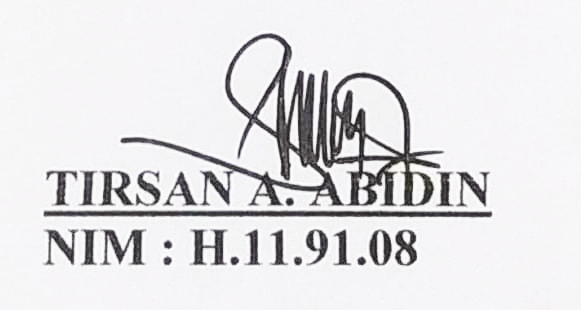 TIRSAN A. ABIDIN
NIM : H.11.91.08